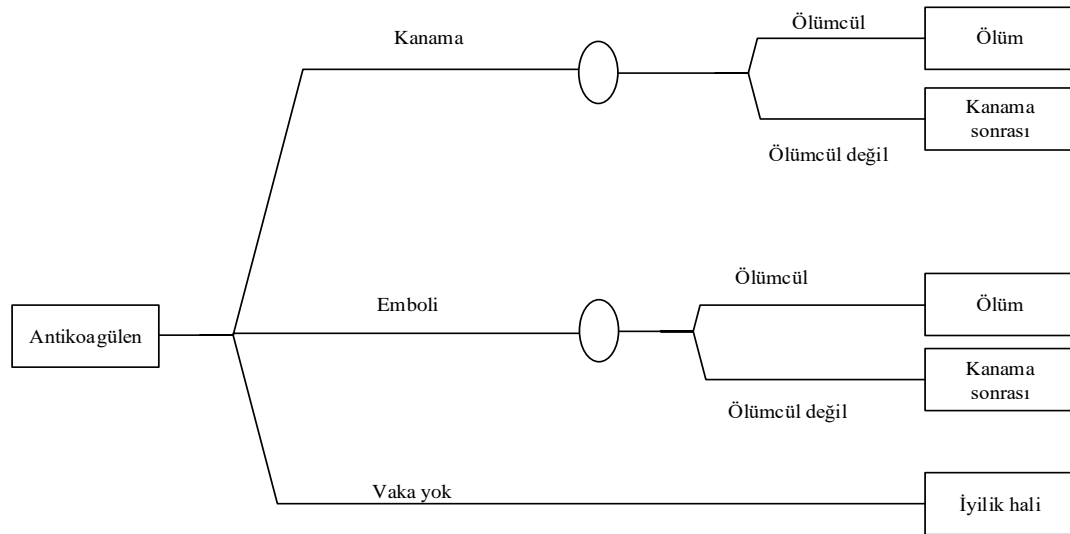 Kanama
Ölümcül
Ölüm
Ölümcül değil
Kanama
sonrası
Antikoagülen
Emboli
Ölümcül
Ölüm
Ölümcül değil
Kanama
sonrası
Vaka yok
İyilik hali